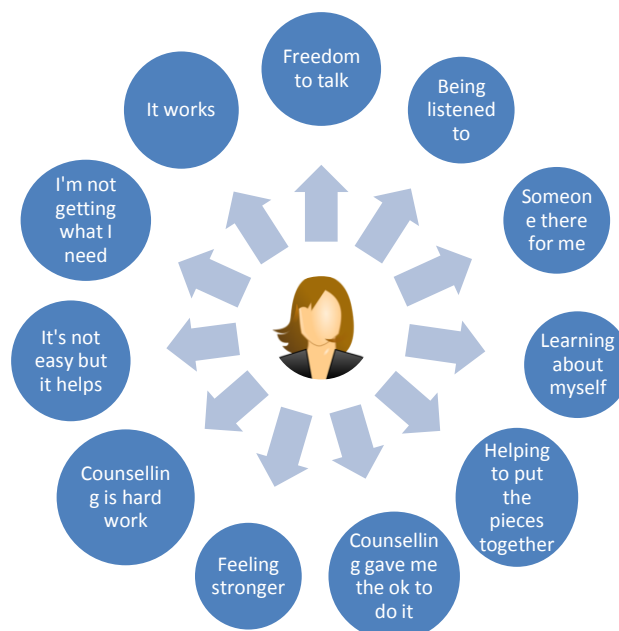 Freedom
to talk
Being
listened
to
Someon
e there
for me
Learning
about
myself
Helping
to put
the
pieces
together
Counsellin
g gave me
the ok to
do it
Feeling
stronger
Counsellin
g is hard
work
It's not
easy but
it helps
I'm not
getting
what I
need
It works